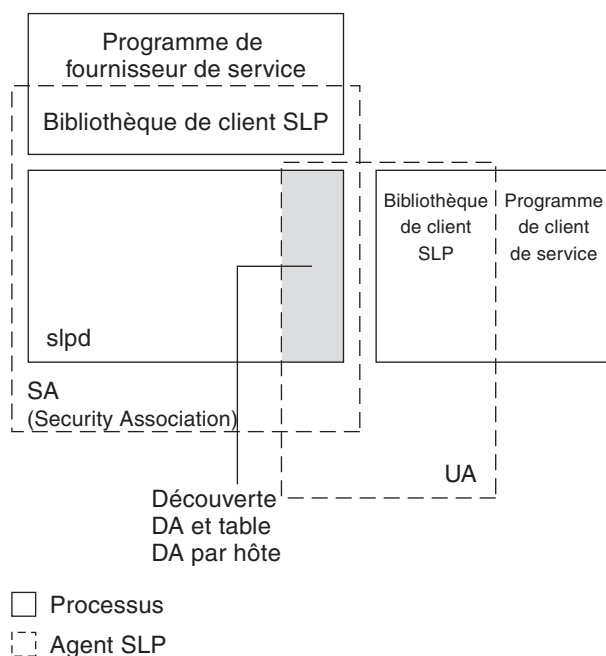 Programme de
fournisseur de service
Bibliothèque de client SLP
Bibliothèque
de client
SLP
Programme
de client
de service
slpd
SA
(Security Association)
UA
Découverte
DA et table
DA par hôte
Processus
Agent SLP